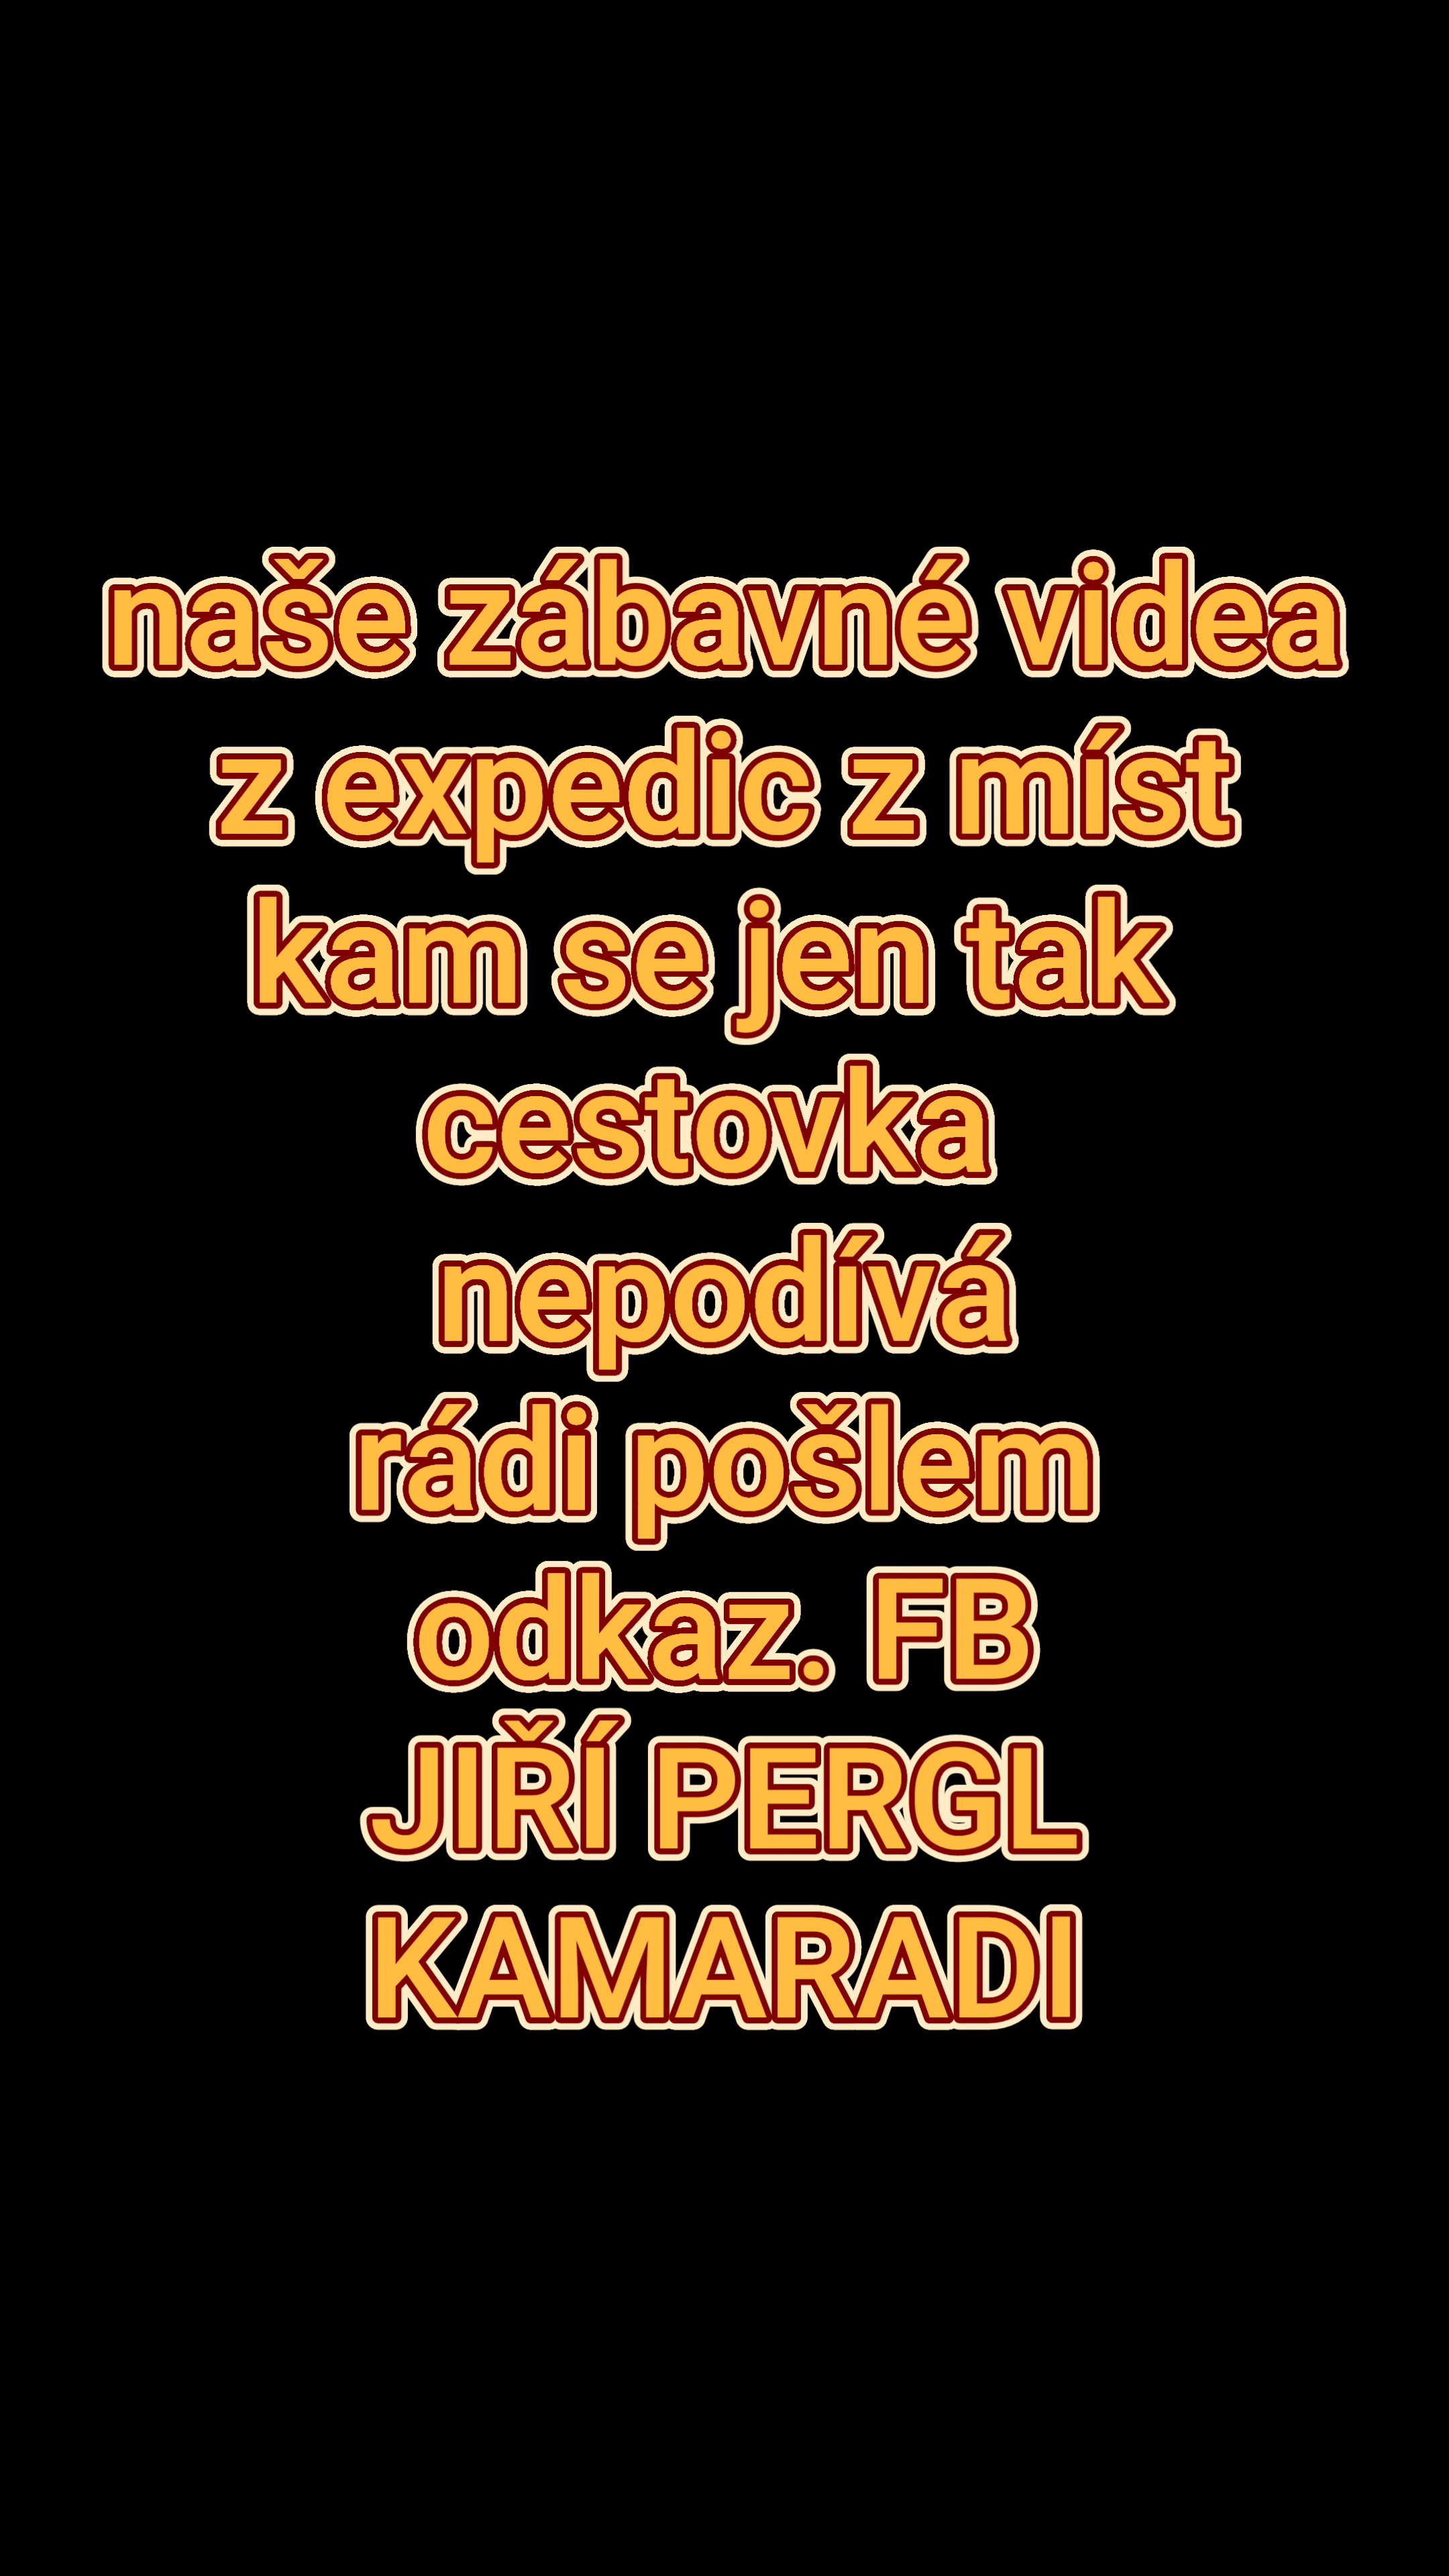 naše zábavné videa
z expedic z míst
kam se jen tak
cestovka
nepodívá
rádi pošlem
odkaz. FB
JIŘÍ PERGL
KAMARADI